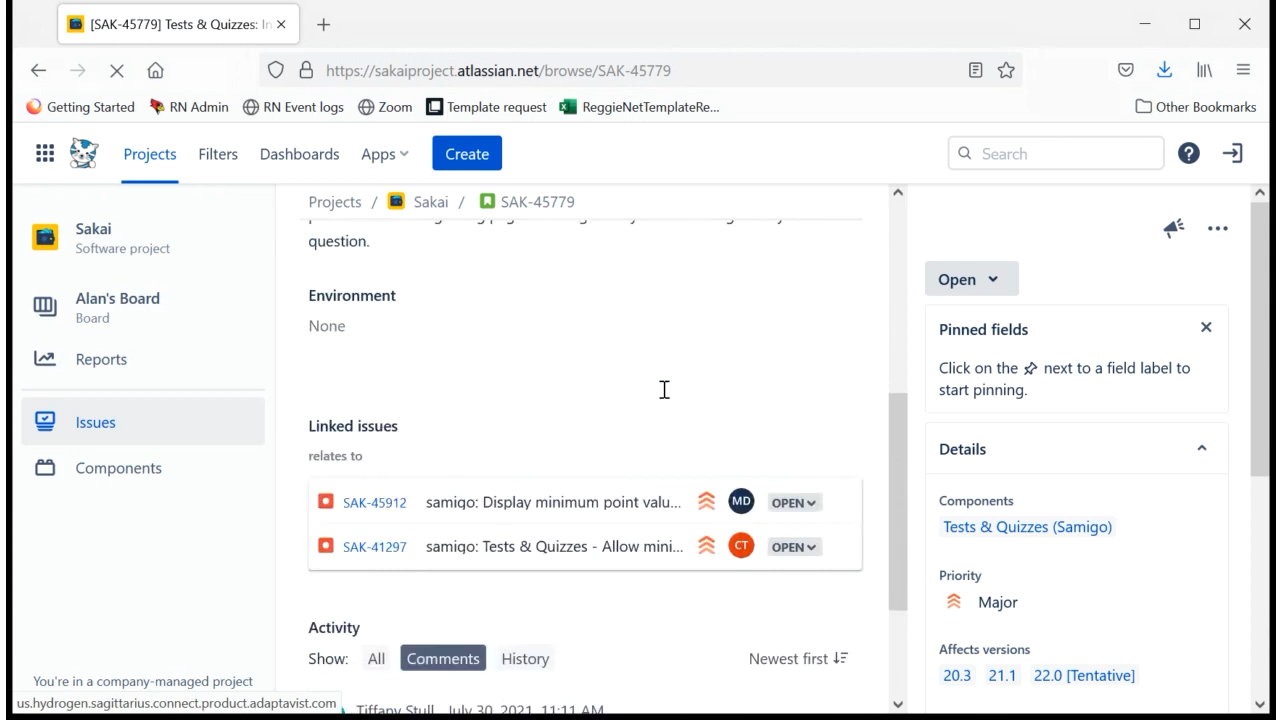 [SAK-45779] Tests & Quizzes: In
https://sakaiproject.atlassian.net/browse/SAK-45779
Getting Started RN Admin RN Event logs Zoom Template request ReggieNetTemplateRe... Other Bookmarks
Projects Filters Dashboards Apps Create Search
Projects / Sakai / SAK-45779
Sakai
Software project
Alan's Board
Board
Reports
Issues
Components
You're in a company-managed project
us.hydrogen.sagittarius.connect.product.adaptavist.com
question.
Environment
None
Linked issues
relates to
SAK-45912 samigo: Display minimum point valu... MD OPEN
SAK-41297 samigo: Tests & Quizzes - Allow mini... CT OPEN
Activity
Show: All Comments History Newest first
Tiffany Stull July 30, 2021, 11:11 AM
Open
Pinned fields
Click on the next to a field label to
start pinning.
Details
Components
Tests & Quizzes (Samigo)
Priority
Major
Affects versions
20.3 21.1 22.0 [Tentative]